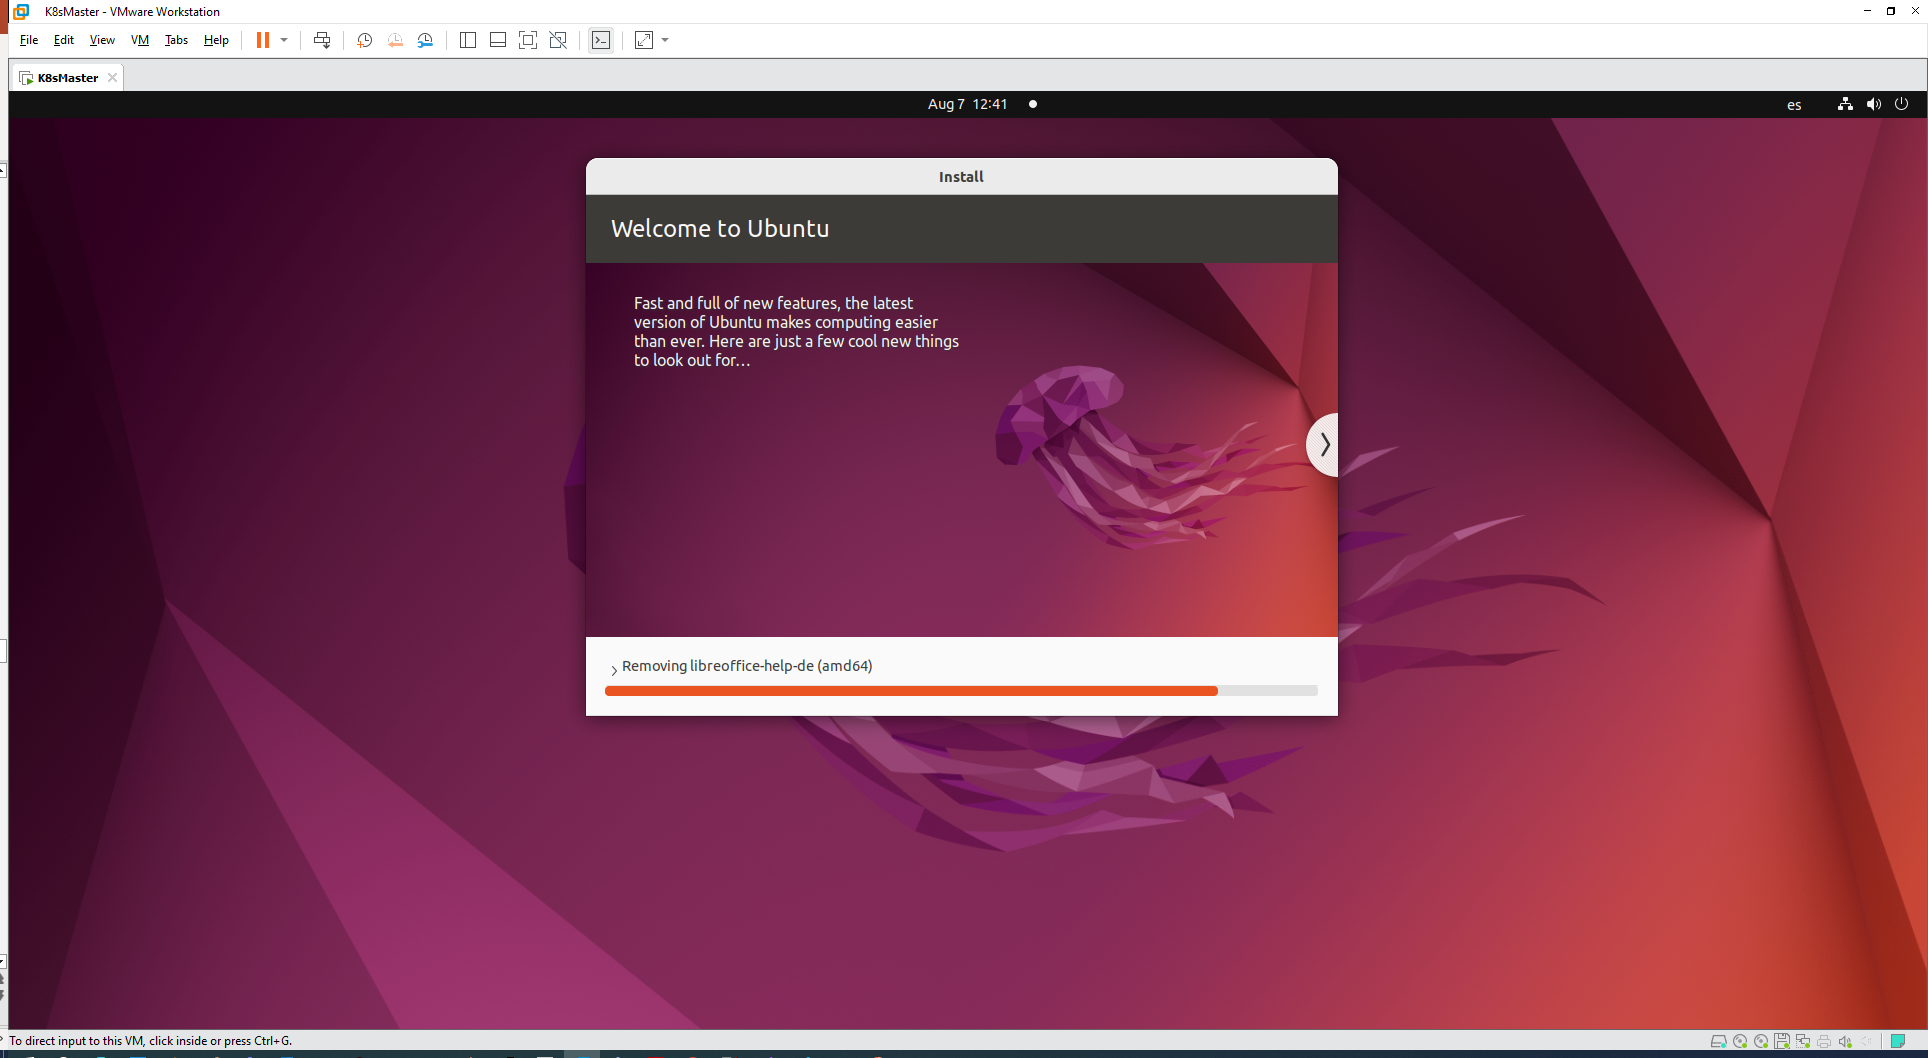 K8sMaster - VMware Workstation
File Edit View VM Tabs Help
K8sMaster
Aug 7 12:41
es
Install
Welcome to Ubuntu
Fast and full of new features, the latest
version of Ubuntu makes computing easier
than ever. Here are just a few cool new things
to look out for...
Removing libreoffice-help-de (amd64)
To direct input to this VM, click inside or press Ctrl+G.